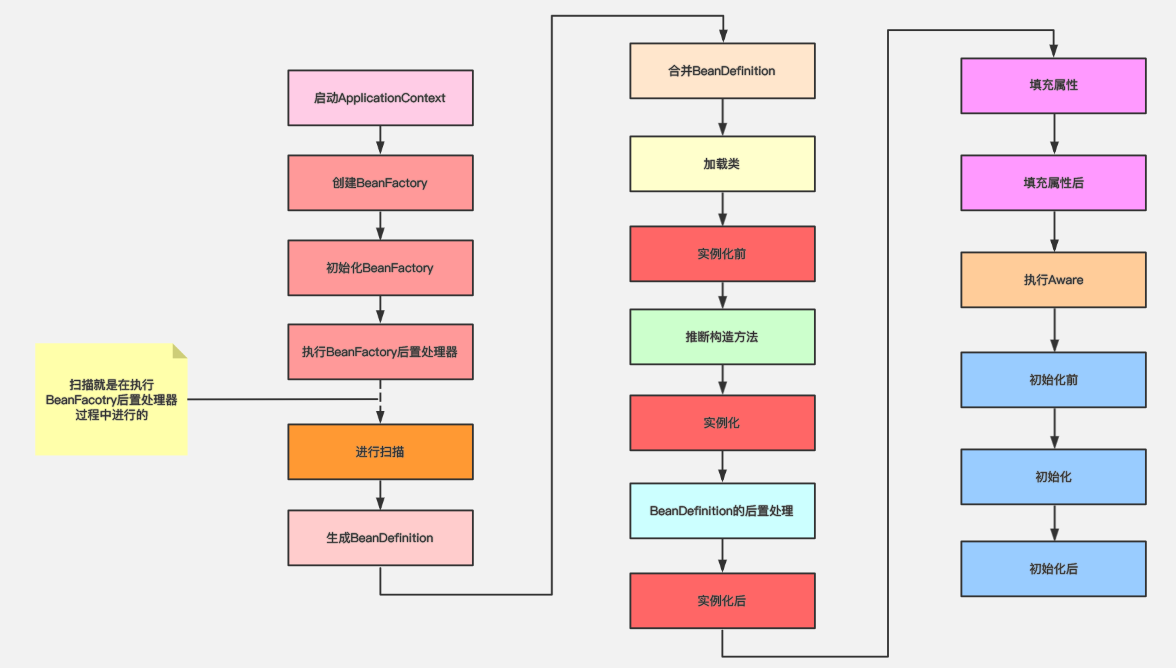 启动ApplicationContext
创建BeanFactory
初始化BeanFactory
执行BeanFactory后置处理器
扫描就是在执行
BeanFacotry后置处理器
过程中进行的
进行扫描
生成BeanDefinition
合并BeanDefinition
加载类
实例化前
推断构造方法
实例化
BeanDefinition的后置处理
实例化后
填充属性
填充属性后
执行Aware
初始化前
初始化
初始化后